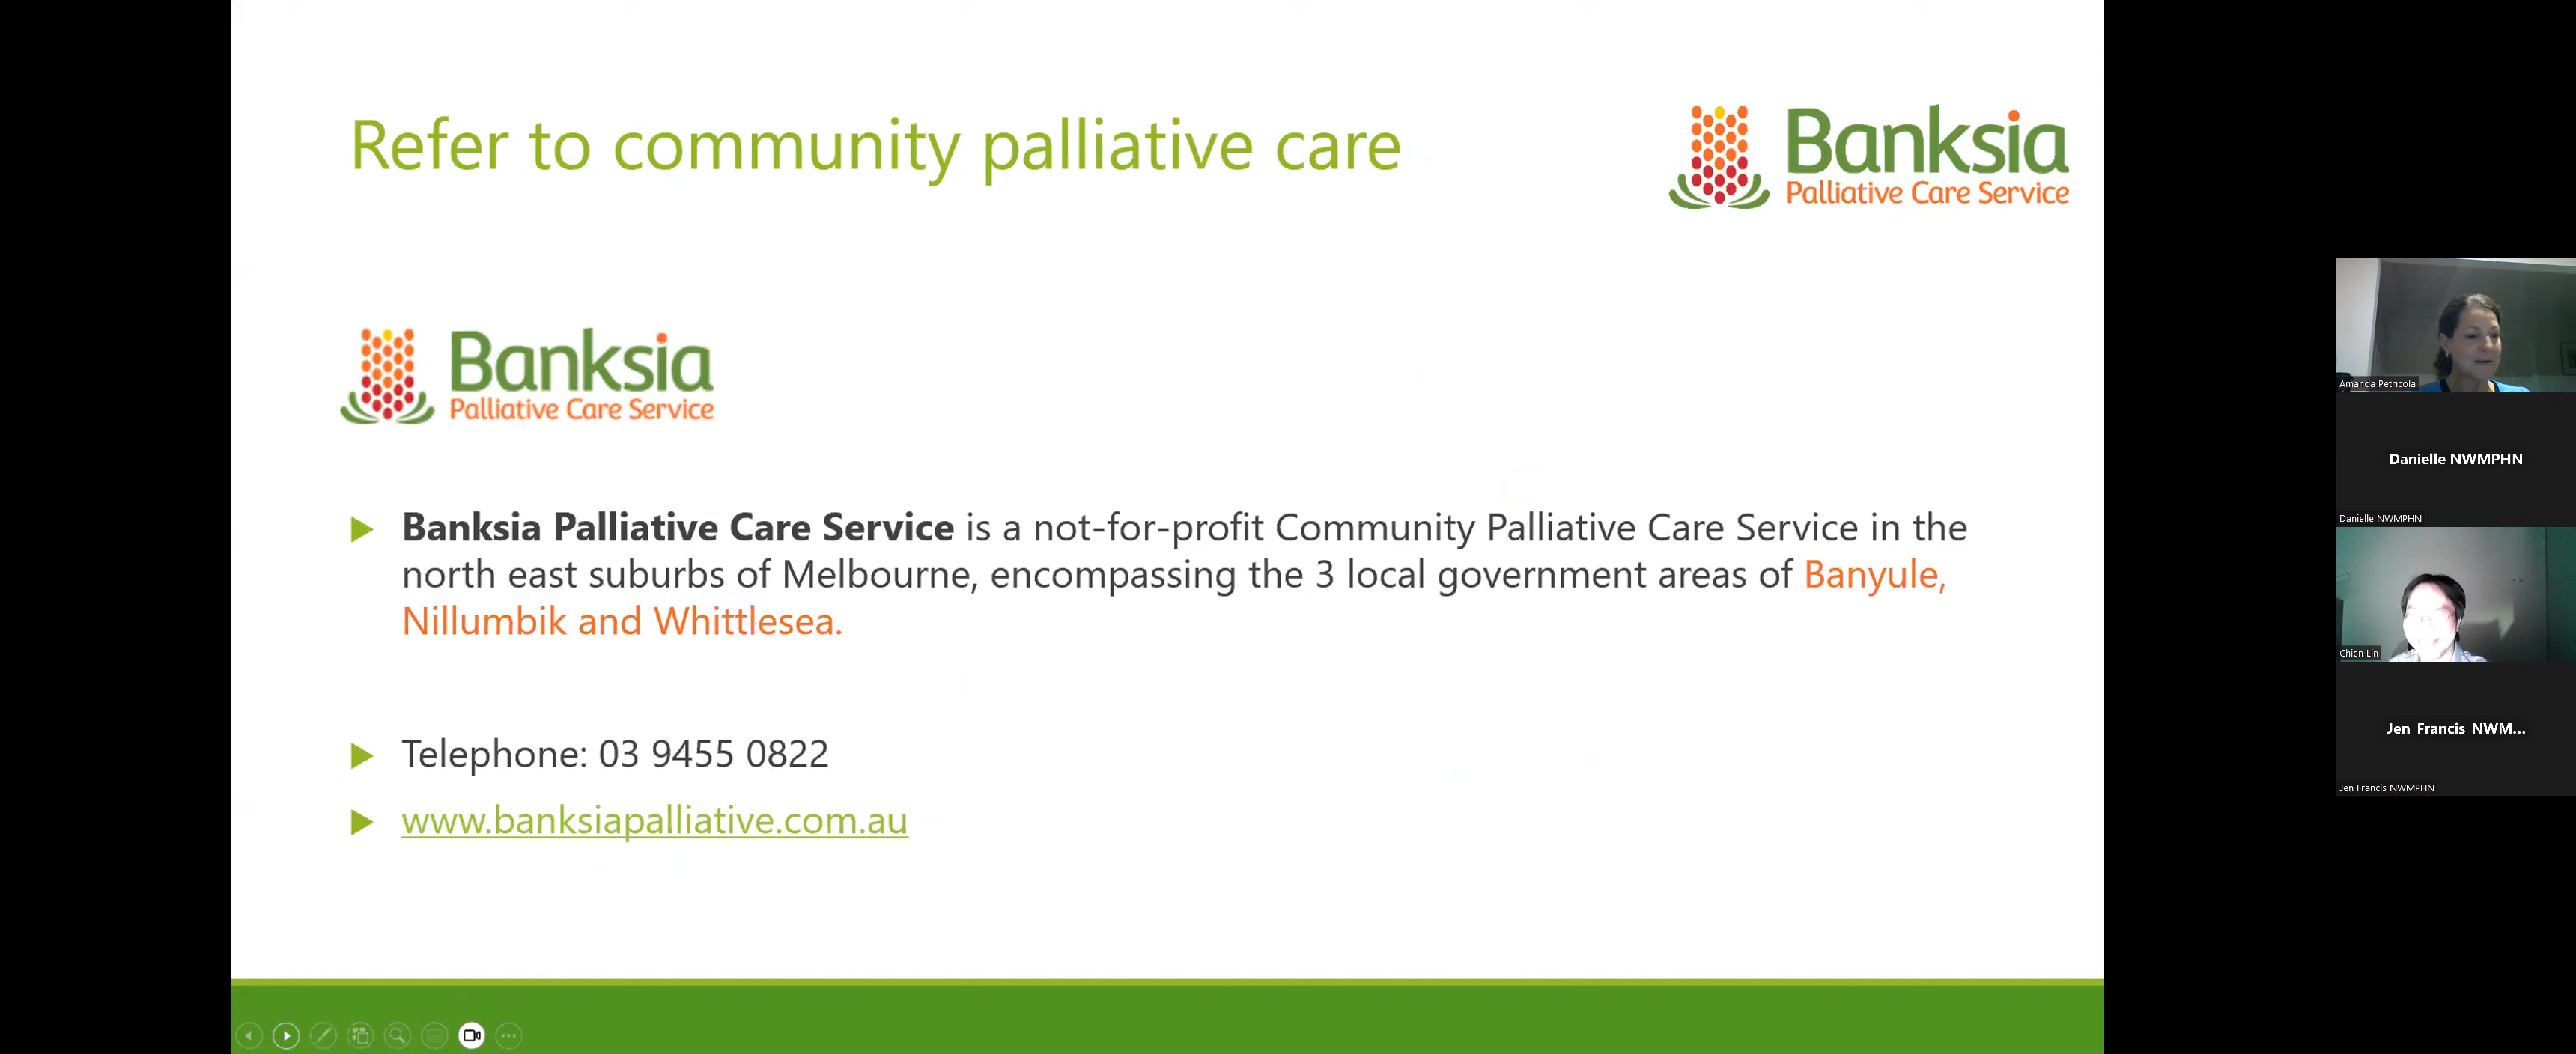 Refer to community palliative care
Banksia
Palliative Care Service
Banksia
Palliative Care Service
Banksia Palliative Care Service is a not-for-profit Community Palliative Care Service in the
north east suburbs of Melbourne, encompassing the 3 local government areas of Banyule,
Nillumbik and Whittlesea.
Telephone: 03 9455 0822
www.banksiapalliative.com.au
Amanda Petricola
Danielle NWMPHN
Danielle NWMPHN
Chien Lin
Jen Francis NWM...
Jen Francis NWMPHN